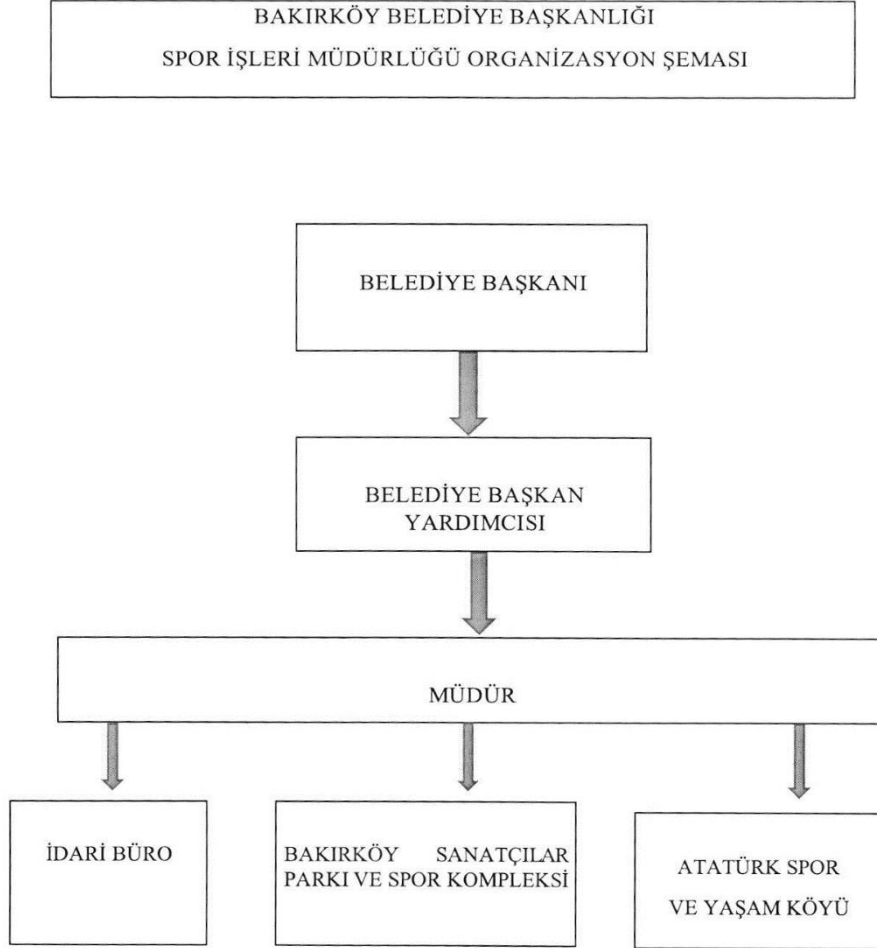 BAKIRKÖY BELEDİYE BAŞKANLIĞI
SPOR İŞLERİ MÜDÜRLÜĞÜ ORGANİZASYON ŞEMASI
BELEDİYE BAŞKANI
BELEDİYE BAŞKAN
YARDIMCISI
MÜDÜR
İDARİ BÜRO
BAKIRKÖY SANATÇILAR
PARKI VE SPOR KOMPLEKSİ
ATATÜRK SPOR
VE YAŞAM KÖYÜ